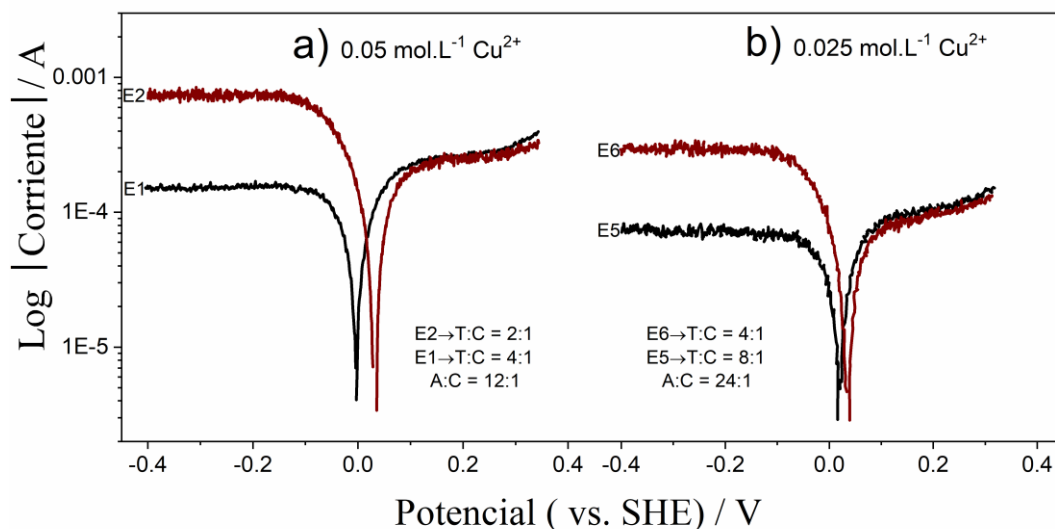 a) 0.05 mol.L⁻¹ Cu²⁺
b) 0.025 mol.L⁻¹ Cu²⁺
Log |Corriente| / A
0.001
1E-4
1E-5
E2
E1
E6
E5
E2→T:C = 2:1
E1→T:C = 4:1
A:C = 12:1
E6→T:C = 4:1
E5→T:C = 8:1
A:C = 24:1
-0.4 -0.2 0.0 0.2 0.4
-0.4 -0.2 0.0 0.2 0.4
Potencial ( vs. SHE) / V